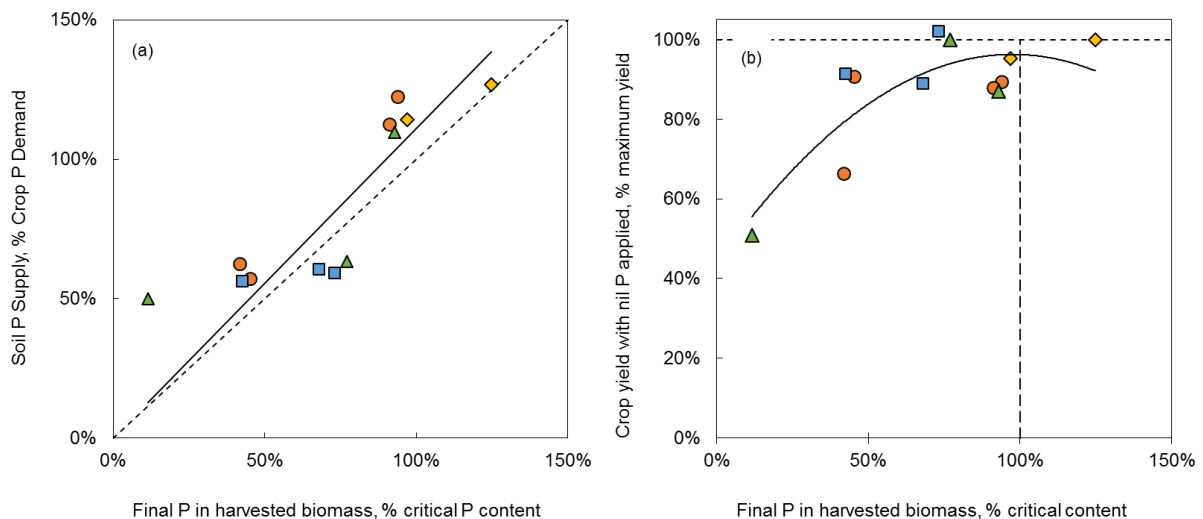 150%
(a)
100%
50%
0%
Soil P Supply, % Crop P Demand
0% 50% 100% 150%
Final P in harvested biomass, % critical P content
100%
(b)
80%
60%
40%
20%
0%
Crop yield with nil P applied, % maximum yield
0% 50% 100% 150%
Final P in harvested biomass, % critical content